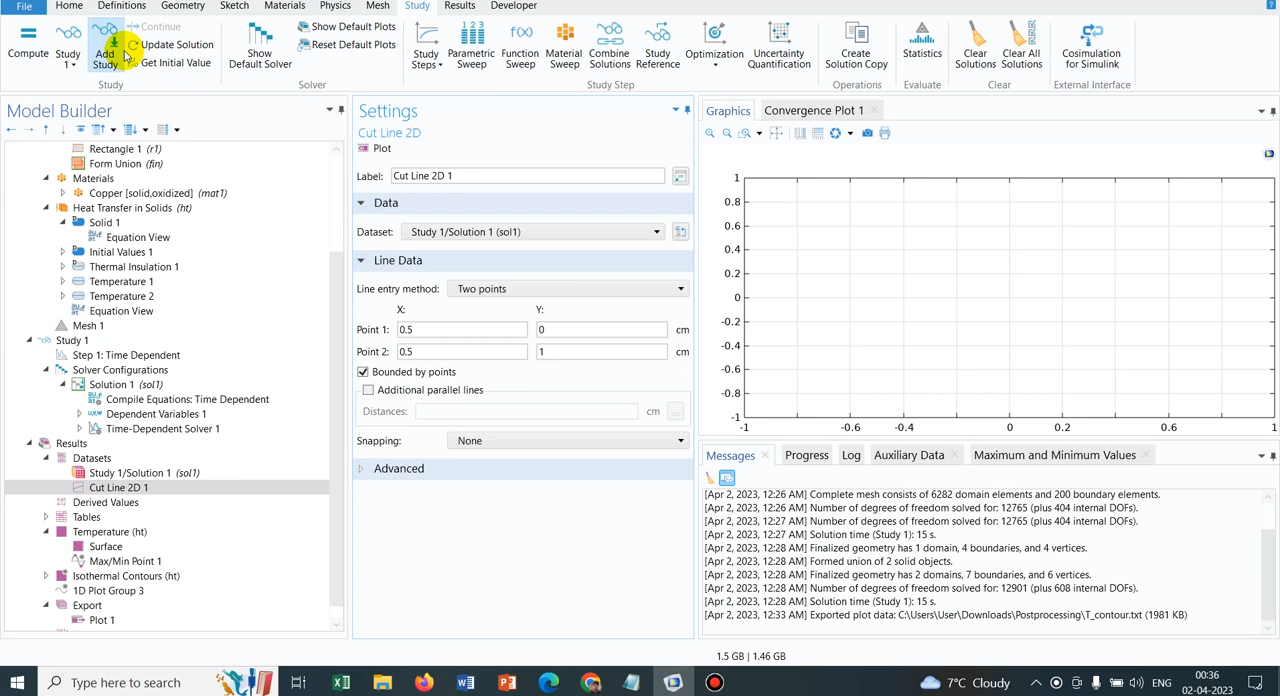 File Home Definitions Geometry Sketch Materials Physics Mesh Study Results Developer
Compute
Study 1
Add Study
Continue
Update Solution
Get Initial Value
Study
Show Default Solver
Show Default Plots
Reset Default Plots
Solver
Study Steps
Parametric Sweep
Function Sweep
Material Sweep
Combine Solutions
Study Reference
Optimization
Uncertainty Quantification
Study Step
Create Solution Copy
Operations
Statistics
Evaluate
Clear Solutions
Clear All Solutions
Clear
Cosimulation for Simulink
External Interface
Model Builder
Rectangle 1 (r1)
Form Union (fin)
Materials
Copper [solid,oxidized] (mat1)
Heat Transfer in Solids (ht)
Solid 1
Equation View
Initial Values 1
Thermal Insulation 1
Temperature 1
Temperature 2
Equation View
Mesh 1
Study 1
Step 1: Time Dependent
Solver Configurations
Solution 1 (sol1)
Compile Equations: Time Dependent
Dependent Variables 1
Time-Dependent Solver 1
Results
Datasets
Study 1/Solution 1 (sol1)
Cut Line 2D 1
Derived Values
Tables
Temperature (ht)
Surface
Max/Min Point 1
Isothermal Contours (ht)
1D Plot Group 3
Export
Plot 1
Settings
Cut Line 2D
Plot
Label: Cut Line 2D 1
Data
Dataset: Study 1/Solution 1 (sol1)
Line Data
Line entry method: Two points
X: Y:
Point 1: 0.5 0 cm
Point 2: 0.5 1 cm
Bounded by points
Additional parallel lines
Distances: cm ...
Snapping: None
Advanced
Graphics Convergence Plot 1
1
0.8
0.6
0.4
0.2
0
-0.2
-0.4
-0.6
-0.8
-1
-1 -0.6 -0.4 0 0.2 0.6 1
Messages Progress Log Auxiliary Data Maximum and Minimum Values
[Apr 2, 2023, 12:26 AM] Complete mesh consists of 6282 domain elements and 200 boundary elements.
[Apr 2, 2023, 12:26 AM] Number of degrees of freedom solved for: 12765 (plus 404 internal DOFs).
[Apr 2, 2023, 12:27 AM] Number of degrees of freedom solved for: 12765 (plus 404 internal DOFs).
[Apr 2, 2023, 12:27 AM] Solution time (Study 1): 15 s.
[Apr 2, 2023, 12:28 AM] Finalized geometry has 1 domain, 4 boundaries, and 4 vertices.
[Apr 2, 2023, 12:28 AM] Formed union of 2 solid objects.
[Apr 2, 2023, 12:28 AM] Finalized geometry has 2 domains, 7 boundaries, and 6 vertices.
[Apr 2, 2023, 12:28 AM] Number of degrees of freedom solved for: 12901 (plus 608 internal DOFs).
[Apr 2, 2023, 12:28 AM] Solution time (Study 1): 15 s.
[Apr 2, 2023, 12:33 AM] Exported plot data: C:\Users\User\Downloads\Postprocessing\T_contour.txt (1981 KB)
1.5 GB | 1.46 GB
Type here to search
7°C Cloudy
ENG
00:36
02-04-2023